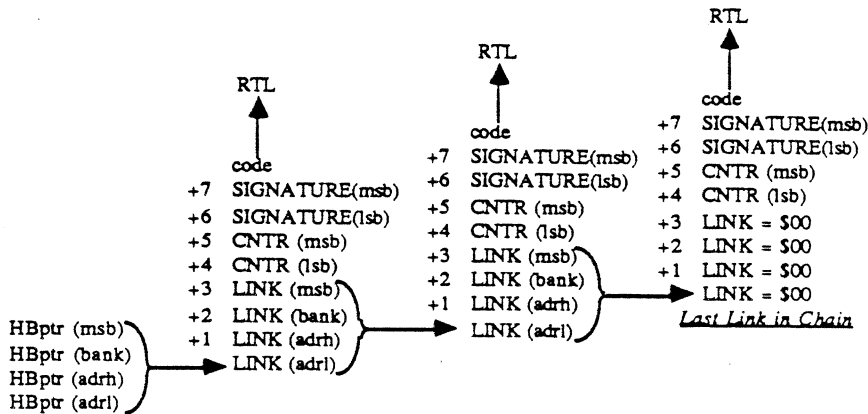 RTL
code
+7 SIGNATURE(msb)
+6 SIGNATURE(lsb)
+5 CNTR (msb)
+4 CNTR (lsb)
+3 LINK (msb)
+2 LINK (bank)
+1 LINK (adrh)
LINK (adrl)
HBptr (msb)
HBptr (bank)
HBptr (adrh)
HBptr (adrl)
RTL
code
+7 SIGNATURE(msb)
+6 SIGNATURE(lsb)
+5 CNTR (msb)
+4 CNTR (lsb)
+3 LINK (msb)
+2 LINK (bank)
+1 LINK (adrh)
LINK (adrl)
RTL
code
+7 SIGNATURE(msb)
+6 SIGNATURE(lsb)
+5 CNTR (msb)
+4 CNTR (lsb)
+3 LINK = $00
+2 LINK = $00
+1 LINK = $00
LINK = $00
Last Link in Chain